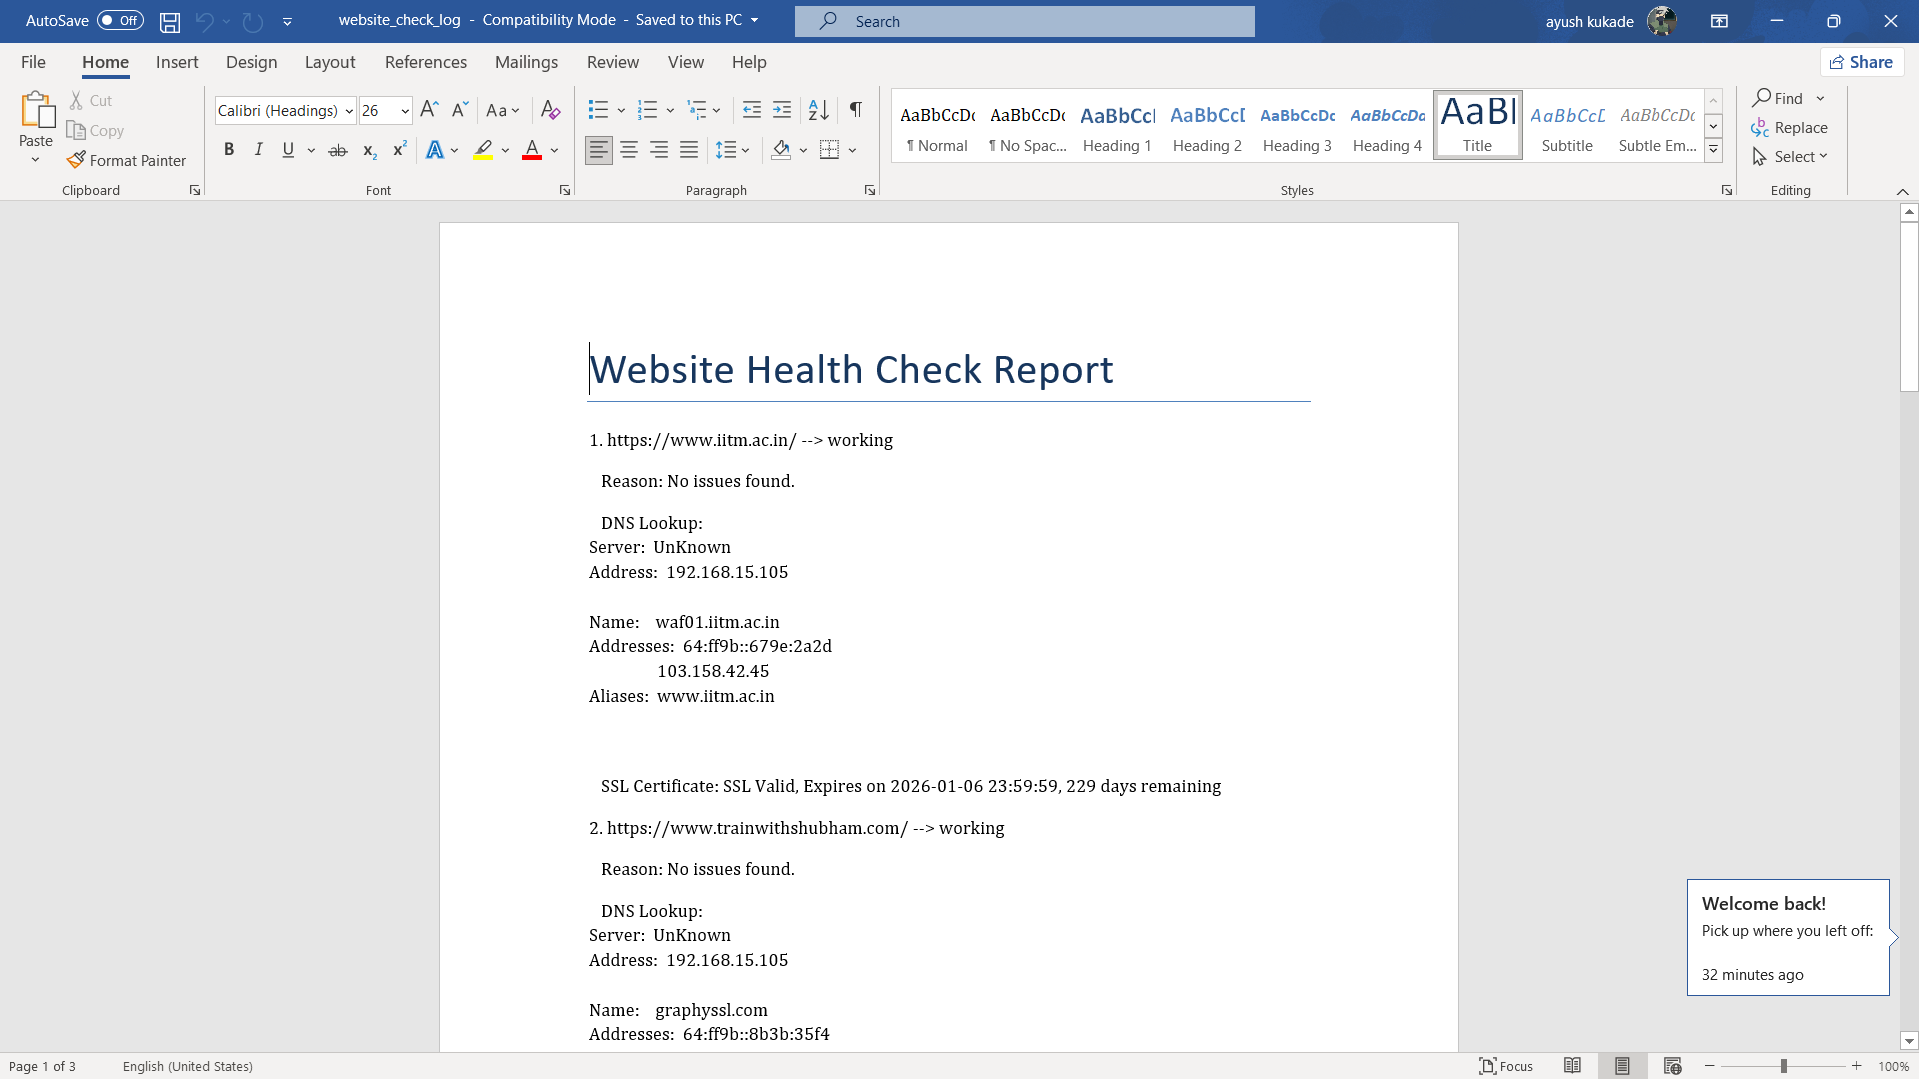 AutoSave Off website_check_log - Compatibility Mode - Saved to this PC Search ayush kukade
File Home Insert Design Layout References Mailings Review View Help Share
Paste Cut Copy Format Painter Clipboard
Calibri (Headings) 26 Aa
B I U ab x2 x2 A A
Font
Paragraph
AaBbCcDc ¶ Normal
AaBbCcDc ¶ No Spac...
AaBbCcI Heading 1
AaBbCcD Heading 2
AaBbCcDc Heading 3
AaBbCcDa Heading 4
AaBl Title
AaBbCcL Subtitle
AaBbCcDc Subtle Em...
Styles
Find
Replace
Select
Editing
Website Health Check Report
1. https://www.iitm.ac.in/ --> working
Reason: No issues found.
DNS Lookup:
Server: UnKnown
Address: 192.168.15.105
Name: waf01.iitm.ac.in
Addresses: 64:ff9b::679e:2a2d
103.158.42.45
Aliases: www.iitm.ac.in
SSL Certificate: SSL Valid, Expires on 2026-01-06 23:59:59, 229 days remaining
2. https://www.trainwithshubham.com/ --> working
Reason: No issues found.
DNS Lookup:
Server: UnKnown
Address: 192.168.15.105
Name: graphyssl.com
Addresses: 64:ff9b::8b3b:35f4
Welcome back!
Pick up where you left off:
32 minutes ago
Page 1 of 3 English (United States) Focus 100%